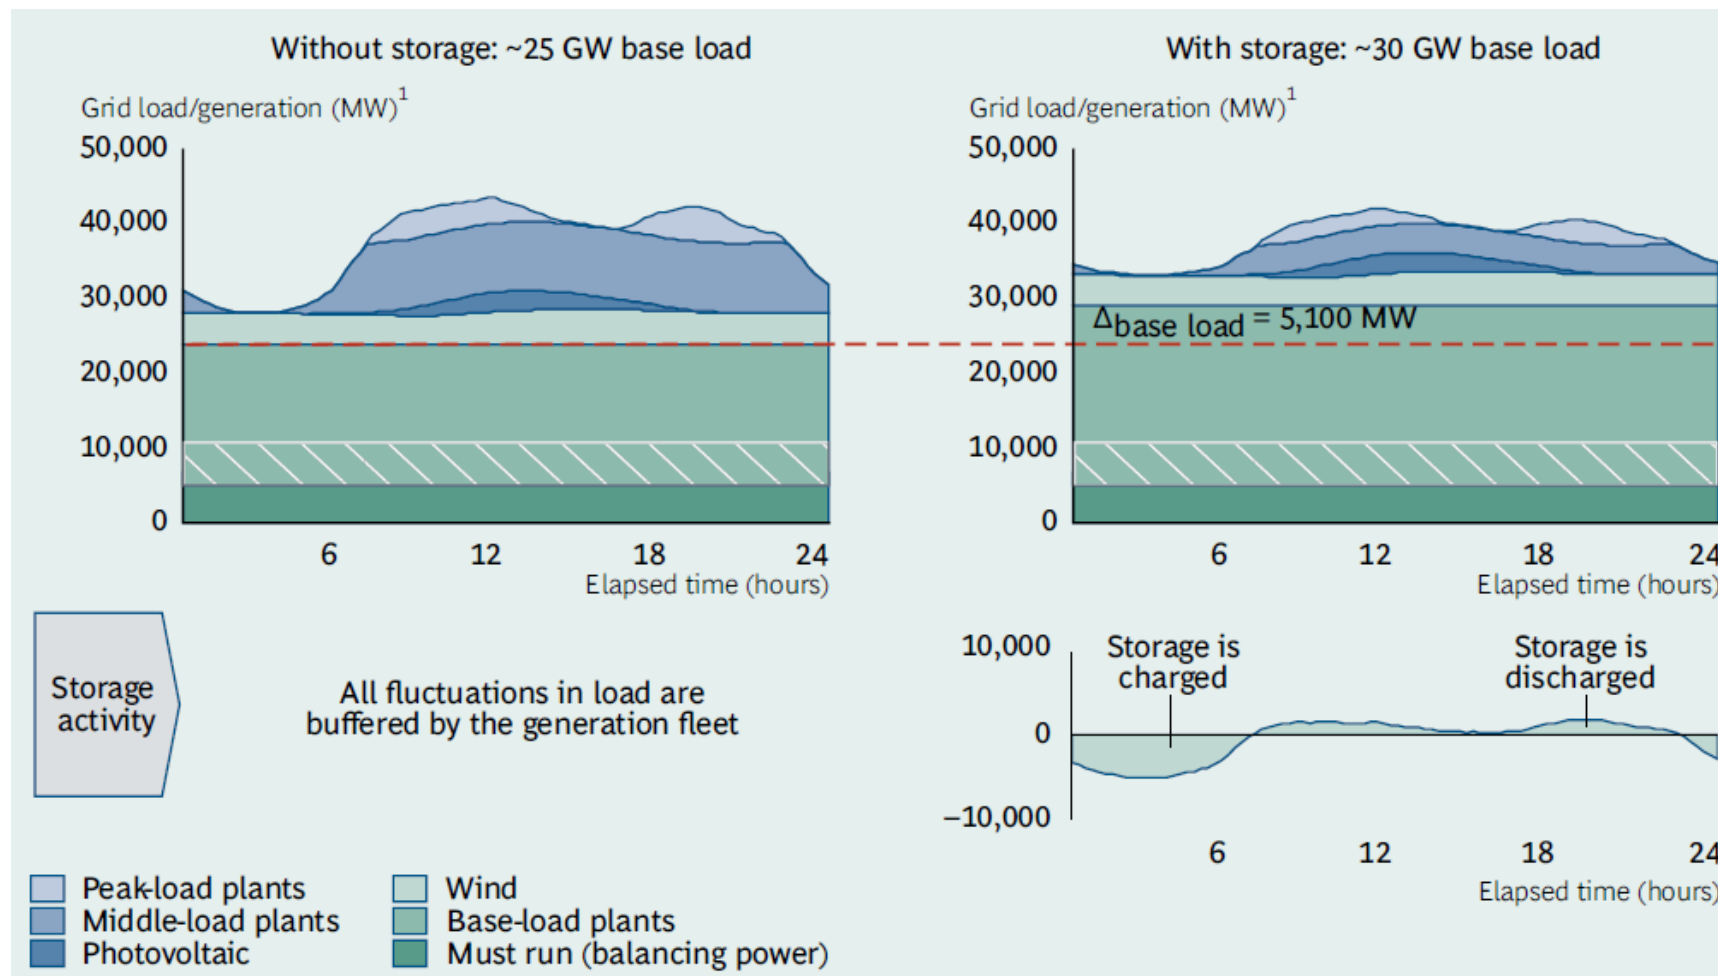 Without storage: ~25 GW base load
Grid load/generation (MW)1
50,000
40,000
30,000
20,000
10,000
0
6 12 18 24
Elapsed time (hours)
With storage: ~30 GW base load
Grid load/generation (MW)1
50,000
40,000
30,000
Δbase load = 5,100 MW
20,000
10,000
0
6 12 18 24
Elapsed time (hours)
Storage
activity
All fluctuations in load are
buffered by the generation fleet
10,000
0
–10,000
Storage is
charged
Storage is
discharged
6 12 18 24
Elapsed time (hours)
Peak-load plants
Middle-load plants
Photovoltaic
Wind
Base-load plants
Must run (balancing power)